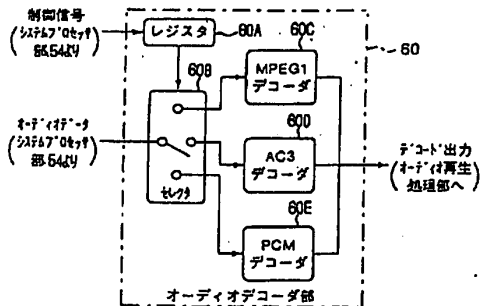 制御信号
(システムプロセッサ
部54より)
レジスタ
60A
60B
60C
60
MPEG1
デコーダ
オーディオデータ
(システムプロセッサ
部54より)
セレクタ
60D
AC3
デコーダ
デコード出力
(オーディオ再生
処理部へ)
60E
PCM
デコーダ
オーディオデコーダ部